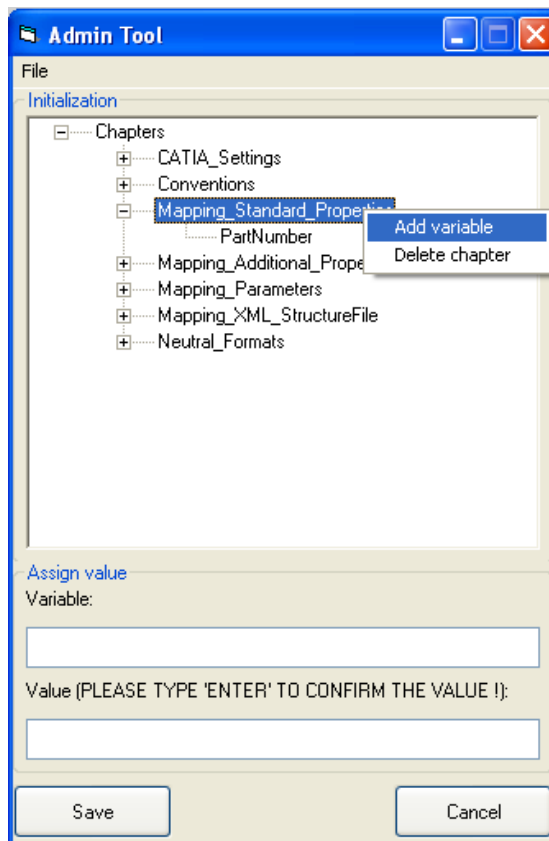 Admin Tool
File
Initialization
Chapters
CATIA_Settings
Conventions
Mapping_Standard_Properties
Add variable
PartNumber
Delete chapter
Mapping_Additional_Prope
Mapping_Parameters
Mapping_XML_StructureFile
Neutral_Formats
Assign value
Variable:
Value (PLEASE TYPE 'ENTER' TO CONFIRM THE VALUE !):
Save Cancel